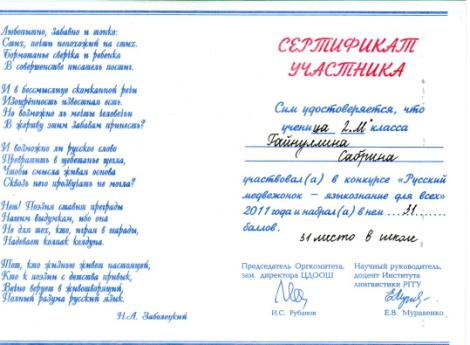 Любопытно, забавно и тонко:
Стих, почти непохожий на стих.
Бормотанье сверчка и ребенка
В совершенстве писатель постиг.
И в бессмыслице скомканной речи
Изощрённость известная есть.
Но возможно ль мечты человечьи
В жертву этим забавам принесть?
И возможно ли русское слово
Превратить в щебетанье щегла,
Чтобы смысла живая основа
Сквозь него прозвучать не могла?
Нет! Поэзия ставит преграды
Нашим выдумкам, ибо она
Не для тех, кто, играя в шарады,
Надевает колпак колдуна.
Тот, кто жизнью живет настоящей,
Кто к поэзии с детства привык,
Вечно верует в животворящий,
Полный разума русский язык.
Н.А. Заболоцкий
СЕРТИФИКАТ
УЧАСТНИКА
Сим удостоверяется, что
ученица 2 "М" класса
Гайнуллина
Сабрина
участвовал(а) в конкурсе «Русский
медвежонок – языкознание для всех»
2011 года и набрал(а) в нем 31
баллов.
31 место в школе
Председатель Оргкомитета.
зам. директора ЦДООШ
И.С. Рубанов
Научный руководитель,
доцент Института
лингвистики РГГУ
Е.В. Муравенко